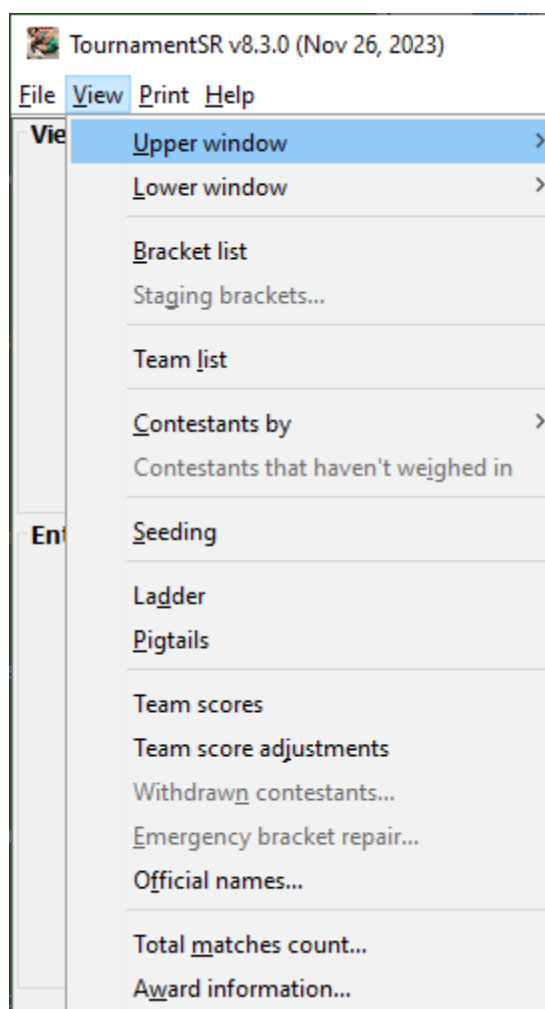 TournamentSR v8.3.0 (Nov 26, 2023)
File View Print Help
Vie
Upper window
Lower window
Bracket list
Staging brackets...
Team list
Contestants by
Contestants that haven't weighed in
Ent
Seeding
Ladder
Pigtails
Team scores
Team score adjustments
Withdrawn contestants...
Emergency bracket repair...
Official names...
Total matches count...
Award information...